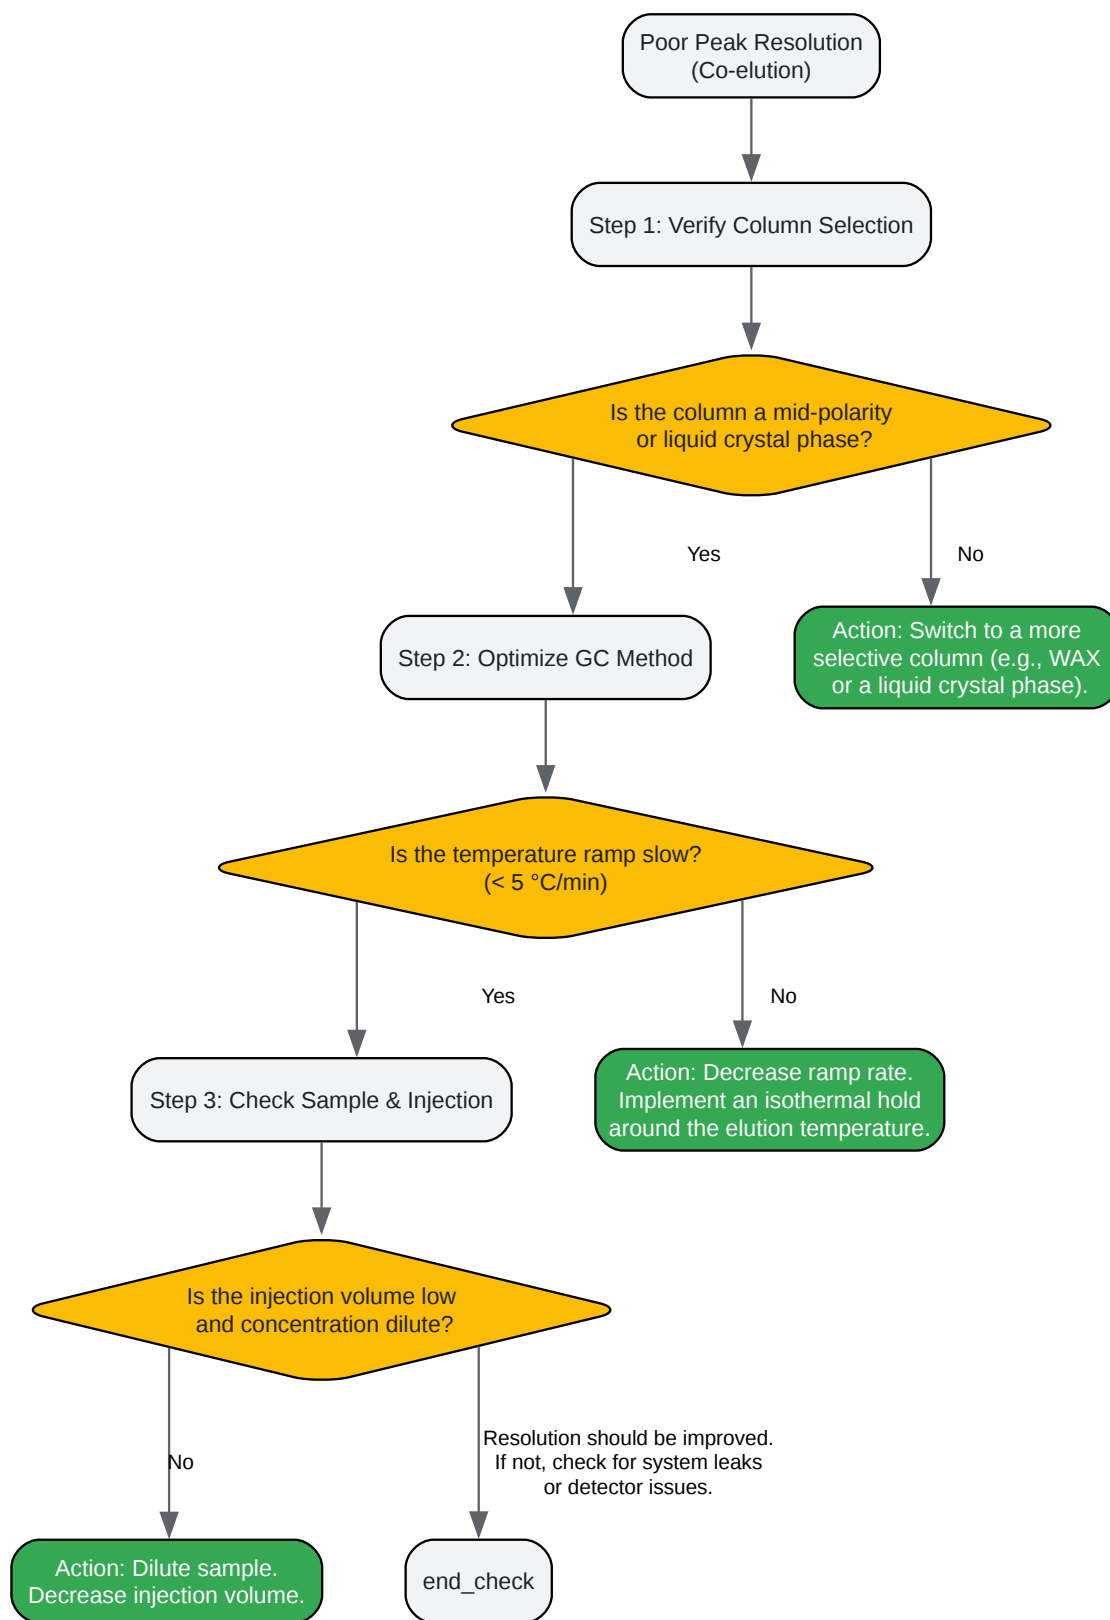 Poor Peak Resolution
(Co-elution)
Step 1: Verify Column Selection
Is the column a mid-polarity
or liquid crystal phase?
Yes
No
Step 2: Optimize GC Method
Action: Switch to a more
selective column (e.g., WAX
or a liquid crystal phase).
Is the temperature ramp slow?
(< 5 °C/min)
Yes
No
Step 3: Check Sample & Injection
Action: Decrease ramp rate.
Implement an isothermal hold
around the elution temperature.
Is the injection volume low
and concentration dilute?
No
Resolution should be improved.
If not, check for system leaks
or detector issues.
Action: Dilute sample.
Decrease injection volume.
end_check